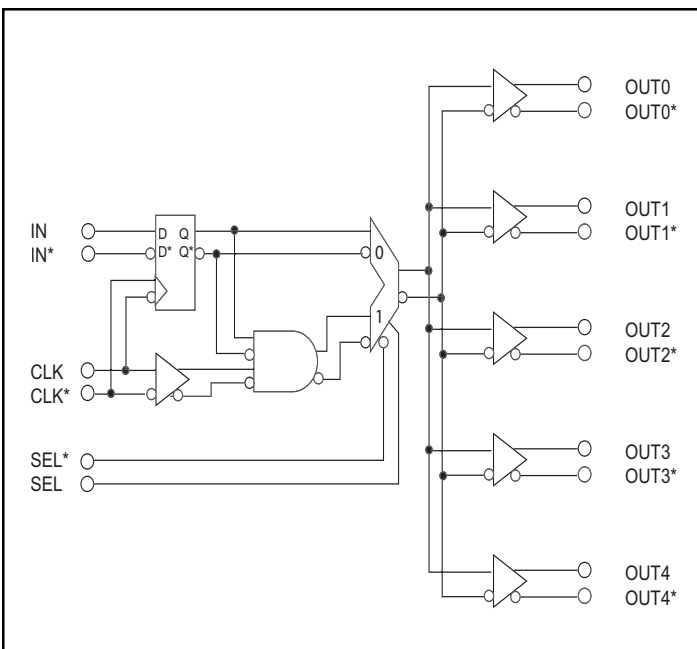 OUT0
OUT0*
OUT1
OUT1*
IN
D Q
IN*
D* Q*
0
1
OUT2
OUT2*
CLK
CLK*
OUT3
OUT3*
SEL*
SEL
OUT4
OUT4*